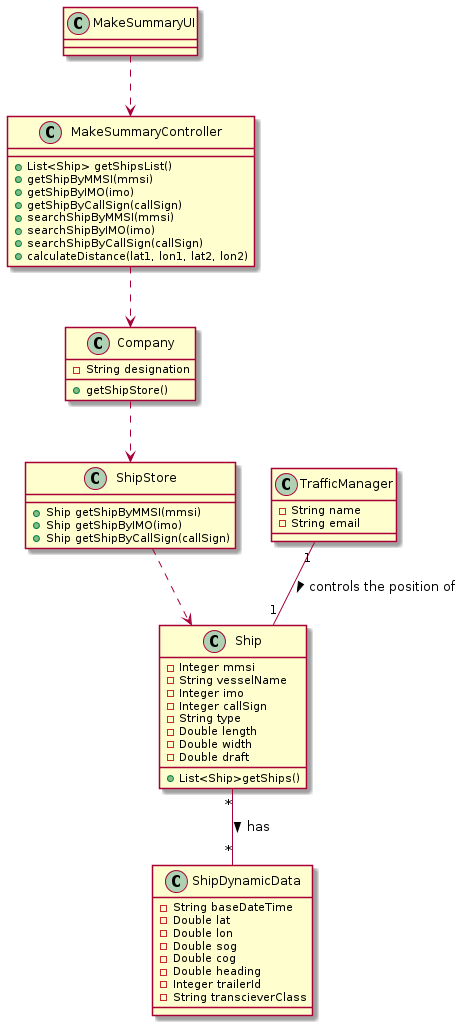 C MakeSummaryUI
C MakeSummaryController
List<Ship> getShipsList()
getShipByMMSI(mmsi)
getShipByIMO(imo)
getShipByCallSign(callSign)
searchShipByMMSI(mmsi)
searchShipByIMO(imo)
searchShipByCallSign(callSign)
calculateDistance(lat1, lon1, lat2, lon2)
C Company
String designation
getShipStore()
C ShipStore
Ship getShipByMMSI(mmsi)
Ship getShipByIMO(imo)
Ship getShipByCallSign(callSign)
C TrafficManager
String name
String email
1
controls the position of
1
C Ship
Integer mmsi
String vesselName
Integer imo
Integer callSign
String type
Double length
Double width
Double draft
List<Ship>getShips()
*
has
*
C ShipDynamicData
String baseDateTime
Double lat
Double lon
Double sog
Double cog
Double heading
Integer trailerId
String transcieverClass